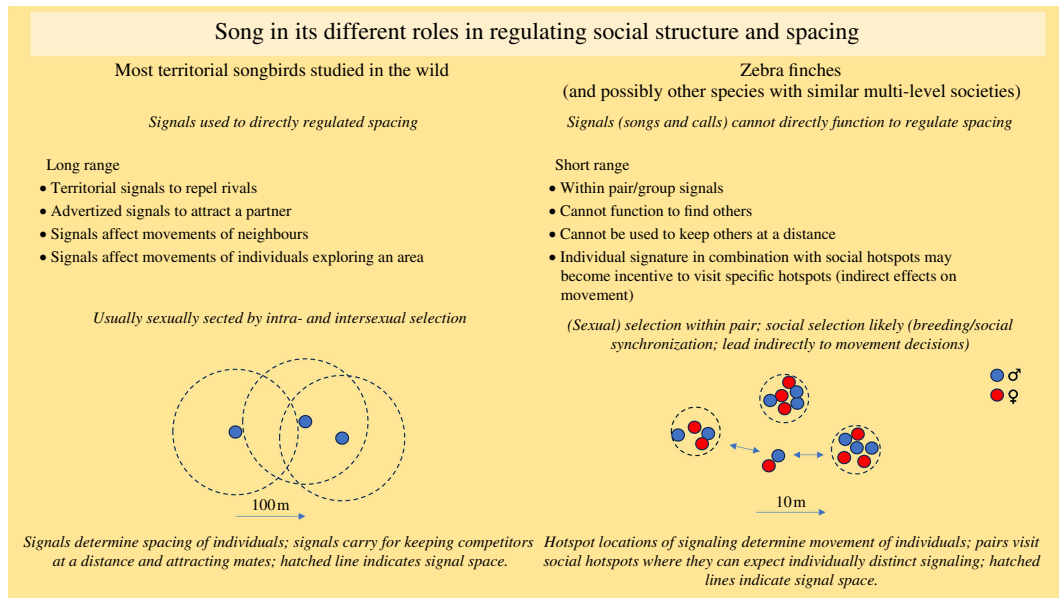 Song in its different roles in regulating social structure and spacing
Most territorial songbirds studied in the wild
Signals used to directly regulated spacing
Long range
• Territorial signals to repel rivals
• Advertized signals to attract a partner
• Signals affect movements of neighbours
• Signals affect movements of individuals exploring an area
Usually sexually sected by intra- and intersexual selection
100 m
Signals determine spacing of individuals; signals carry for keeping competitors
at a distance and attracting mates; hatched line indicates signal space.
Zebra finches
(and possibly other species with similar multi-level societies)
Signals (songs and calls) cannot directly function to regulate spacing
Short range
• Within pair/group signals
• Cannot function to find others
• Cannot be used to keep others at a distance
• Individual signature in combination with social hotspots may
become incentive to visit specific hotspots (indirect effects on
movement)
(Sexual) selection within pair; social selection likely (breeding/social
synchronization; lead indirectly to movement decisions)
♂
♀
10 m
Hotspot locations of signaling determine movement of individuals; pairs visit
social hotspots where they can expect individually distinct signaling; hatched
lines indicate signal space.